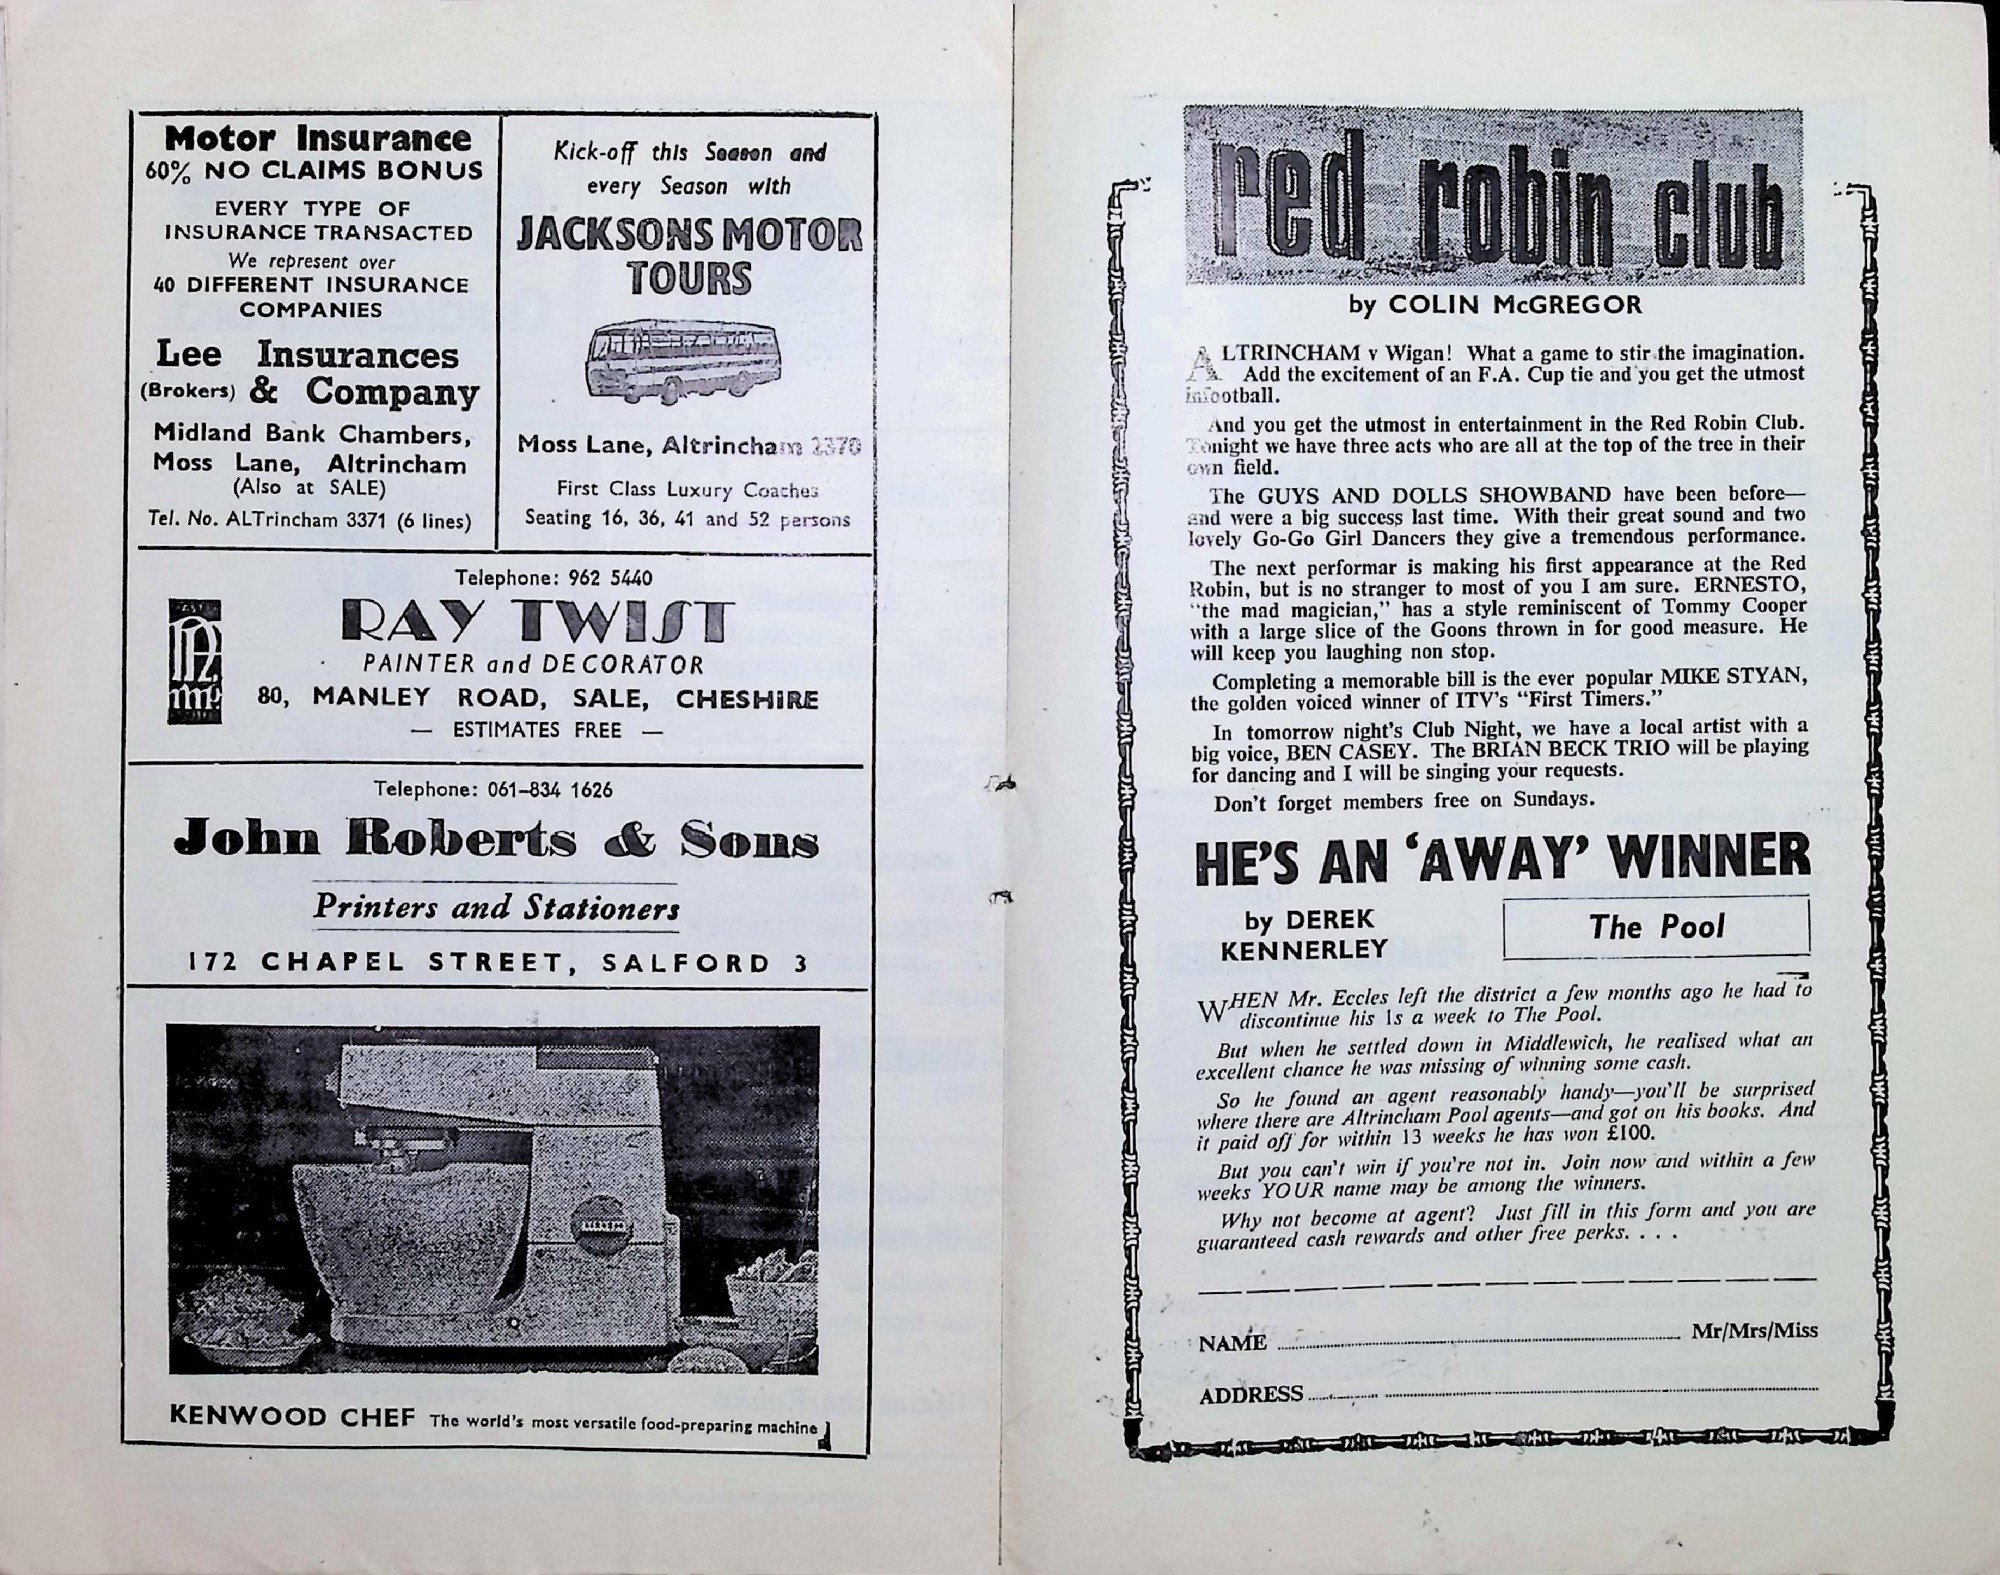 Motor Insurance
60% NO CLAIMS BONUS
EVERY TYPE OF
INSURANCE TRANSACTED
We represent over
40 DIFFERENT INSURANCE
COMPANIES
Lee Insurances
(Brokers) & Company
Midland Bank Chambers,
Moss Lane, Altrincham
(Also at SALE)
Tel. No. ALTrincham 3371 (6 lines)
Kick-off this Season and
every Season with
JACKSONS MOTOR
TOURS
Moss Lane, Altrincham 2370
First Class Luxury Coaches
Seating 16, 36, 41 and 52 persons
Telephone: 962 5440
RAY TWIST
PAINTER and DECORATOR
80, MANLEY ROAD, SALE, CHESHIRE
— ESTIMATES FREE —
Telephone: 061-834 1626
John Roberts & Sons
Printers and Stationers
172 CHAPEL STREET, SALFORD 3
KENWOOD CHEF The world's most versatile food-preparing machine
red robin club
by COLIN McGREGOR
ALTRINCHAM v Wigan! What a game to stir the imagination.
Add the excitement of an F.A. Cup tie and you get the utmost
infootball.
And you get the utmost in entertainment in the Red Robin Club.
Tonight we have three acts who are all at the top of the tree in their
own field.
The GUYS AND DOLLS SHOWBAND have been before—
and were a big success last time. With their great sound and two
lovely Go-Go Girl Dancers they give a tremendous performance.
The next performar is making his first appearance at the Red
Robin, but is no stranger to most of you I am sure. ERNESTO,
"the mad magician," has a style reminiscent of Tommy Cooper
with a large slice of the Goons thrown in for good measure. He
will keep you laughing non stop.
Completing a memorable bill is the ever popular MIKE STYAN,
the golden voiced winner of ITV's "First Timers."
In tomorrow night's Club Night, we have a local artist with a
big voice, BEN CASEY. The BRIAN BECK TRIO will be playing
for dancing and I will be singing your requests.
Don't forget members free on Sundays.
HE'S AN 'AWAY' WINNER
by DEREK
KENNERLEY
The Pool
WHEN Mr. Eccles left the district a few months ago he had to
discontinue his 1s a week to The Pool.
But when he settled down in Middlewich, he realised what an
excellent chance he was missing of winning some cash.
So he found an agent reasonably handy—you'll be surprised
where there are Altrincham Pool agents—and got on his books. And
it paid off for within 13 weeks he has won £100.
But you can't win if you're not in. Join now and within a few
weeks YOUR name may be among the winners.
Why not become at agent? Just fill in this form and you are
guaranteed cash rewards and other free perks. . . .
NAME Mr/Mrs/Miss
ADDRESS